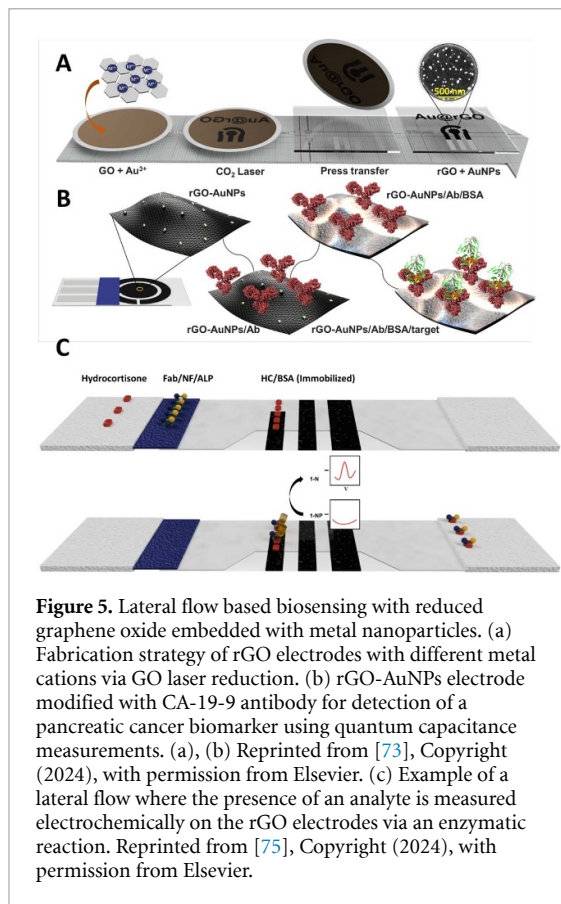 A
500 nm
Au@rGO
Au@rGO
GO + Au³⁺
CO₂ Laser
Press transfer
rGO + AuNPs
B
rGO-AuNPs
rGO-AuNPs/Ab/BSA
rGO-AuNPs/Ab
rGO-AuNPs/Ab/BSA/target
C
Hydrocortisone
Fab/NF/ALP
HC/BSA (Immobilized)
1-N
V
1-NP
Figure 5. Lateral flow based biosensing with reduced
graphene oxide embedded with metal nanoparticles. (a)
Fabrication strategy of rGO electrodes with different metal
cations via GO laser reduction. (b) rGO-AuNPs electrode
modified with CA-19-9 antibody for detection of a
pancreatic cancer biomarker using quantum capacitance
measurements. (a), (b) Reprinted from [73], Copyright
(2024), with permission from Elsevier. (c) Example of a
lateral flow where the presence of an analyte is measured
electrochemically on the rGO electrodes via an enzymatic
reaction. Reprinted from [75], Copyright (2024), with
permission from Elsevier.